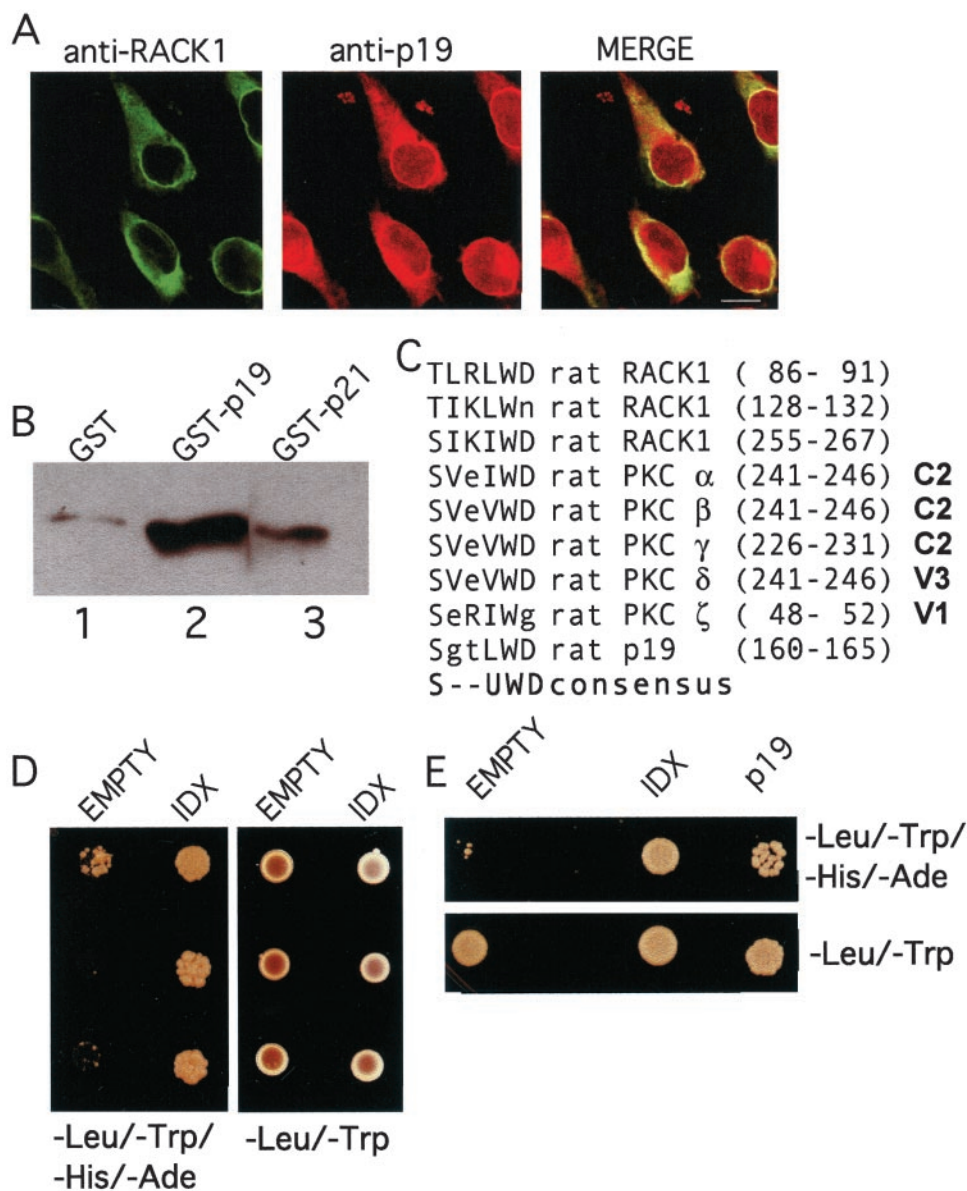 A
anti-RACK1 anti-p19 MERGE
B
GST GST-p19 GST-p21
1 2 3
C
TLRLWD rat RACK1 ( 86- 91)
TIKLWn rat RACK1 (128-132)
SIKIWD rat RACK1 (255-267)
SVeIWD rat PKC α (241-246) C2
SVeVWD rat PKC β (241-246) C2
SVeVWD rat PKC γ (226-231) C2
SVeVWD rat PKC δ (241-246) V3
SeRIWg rat PKC ζ ( 48- 52) V1
SgtLWD rat p19 (160-165)
S--UWDconsensus
D
EMPTY IDX EMPTY IDX
-Leu/-Trp/
-His/-Ade
-Leu/-Trp
E
EMPTY IDX p19
-Leu/-Trp/
-His/-Ade
-Leu/-Trp